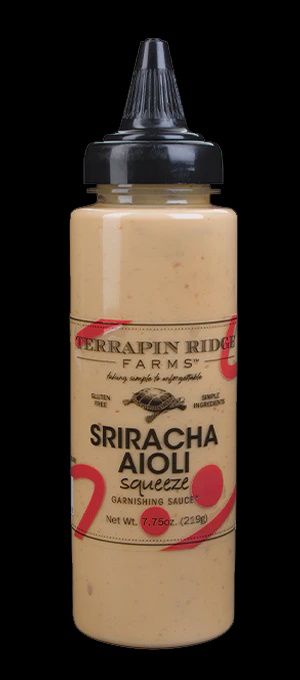 TERRAPIN RIDGE
FARMS™
taking simple to unforgettable
GLUTEN
FREE
SIMPLE
INGREDIENTS
SRIRACHA
AIOLI
squeeze
GARNISHING SAUCE
Net Wt. 7.75oz. (219g)